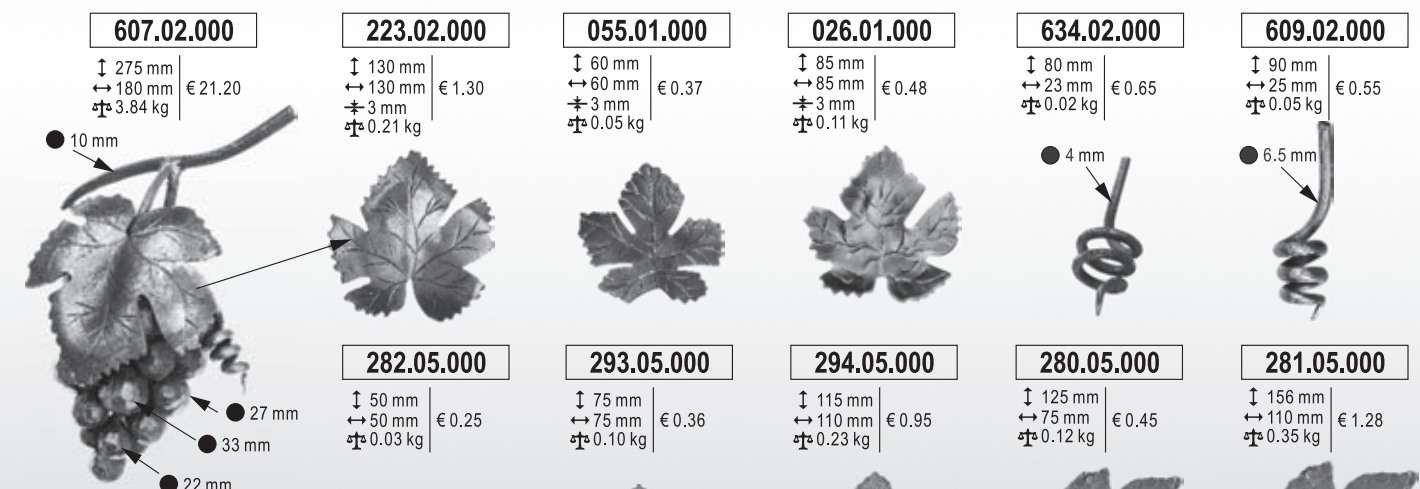 607.02.000
↕ 275 mm
↔ 180 mm
3.84 kg
€ 21.20
10 mm
27 mm
33 mm
22 mm
223.02.000
↕ 130 mm
↔ 130 mm
3 mm
0.21 kg
€ 1.30
055.01.000
↕ 60 mm
↔ 60 mm
3 mm
0.05 kg
€ 0.37
026.01.000
↕ 85 mm
↔ 85 mm
3 mm
0.11 kg
€ 0.48
634.02.000
↕ 80 mm
↔ 23 mm
0.02 kg
€ 0.65
4 mm
609.02.000
↕ 90 mm
↔ 25 mm
0.05 kg
€ 0.55
6.5 mm
282.05.000
↕ 50 mm
↔ 50 mm
0.03 kg
€ 0.25
293.05.000
↕ 75 mm
↔ 75 mm
0.10 kg
€ 0.36
294.05.000
↕ 115 mm
↔ 110 mm
0.23 kg
€ 0.95
280.05.000
↕ 125 mm
↔ 75 mm
0.12 kg
€ 0.45
281.05.000
↕ 156 mm
↔ 110 mm
0.35 kg
€ 1.28